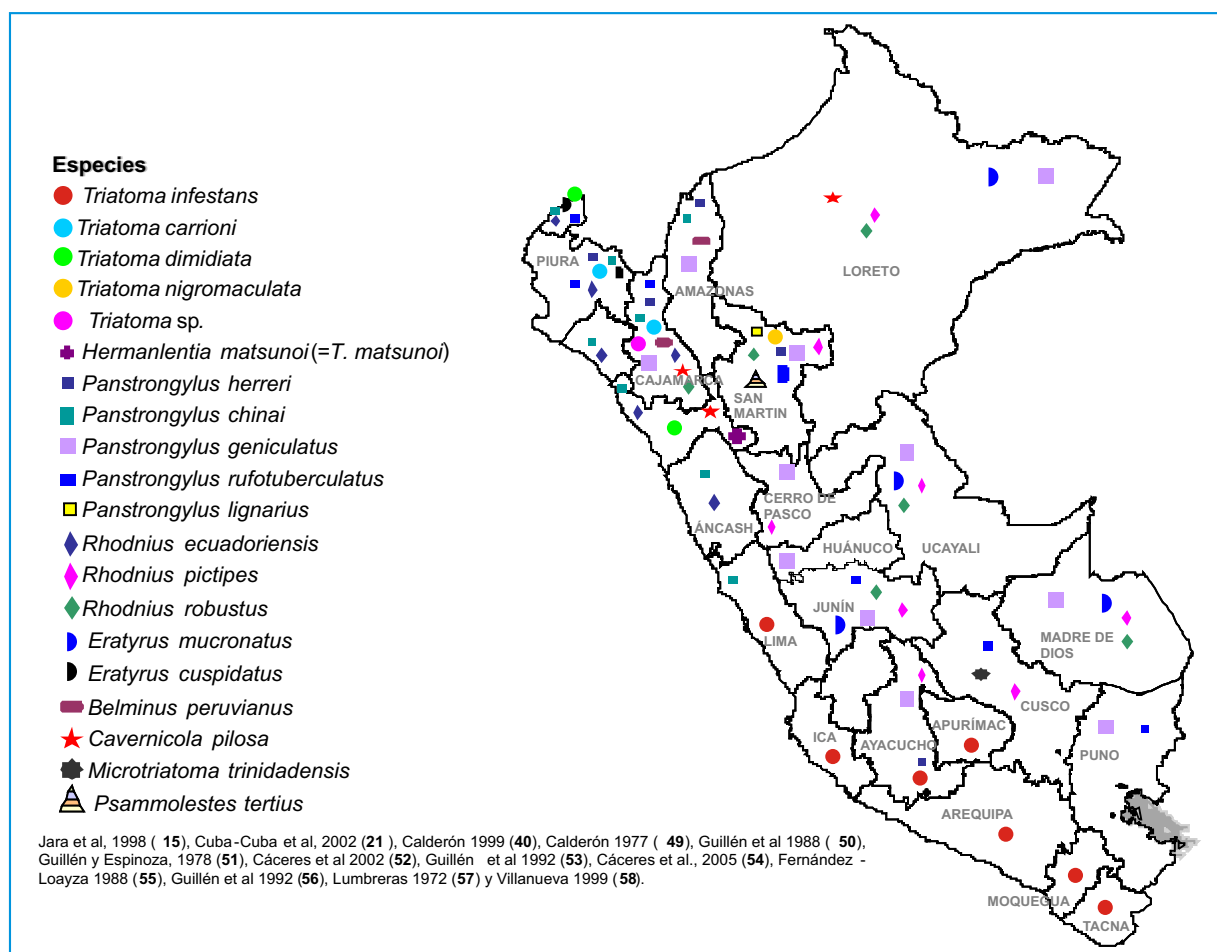 Especies
Triatoma infestans
Triatoma carrioni
Triatoma dimidiata
Triatoma nigromaculata
Triatoma sp.
Hermanlentia matsunoi (=T. matsunoi)
Panstrongylus herreri
Panstrongylus chinai
Panstrongylus geniculatus
Panstrongylus rufotuberculatus
Panstrongylus lignarius
Rhodnius ecuadoriensis
Rhodnius pictipes
Rhodnius robustus
Eratyrus mucronatus
Eratyrus cuspidatus
Belminus peruvianus
Cavernicola pilosa
Microtriatoma trinidadensis
Psammolestes tertius
PIURA
AMAZONAS
LORETO
CAJAMARCA
SAN
MARTIN
CERRO DE
PASCO
ÁNCASH
HUÁNUCO
UCAYALI
JUNÍN
LIMA
MADRE DE
DIOS
CUSCO
ICA
AYACUCHO
APURÍMAC
PUNO
AREQUIPA
MOQUEGUA
TACNA
Jara et al, 1998 ( 15), Cuba-Cuba et al, 2002 (21 ), Calderón 1999 (40), Calderón 1977 ( 49), Guillén et al 1988 ( 50),
Guillén y Espinoza, 1978 (51), Cáceres et al 2002 (52), Guillén et al 1992 (53), Cáceres et al., 2005 (54), Fernández -
Loayza 1988 (55), Guillén et al 1992 (56), Lumbreras 1972 (57) y Villanueva 1999 (58).